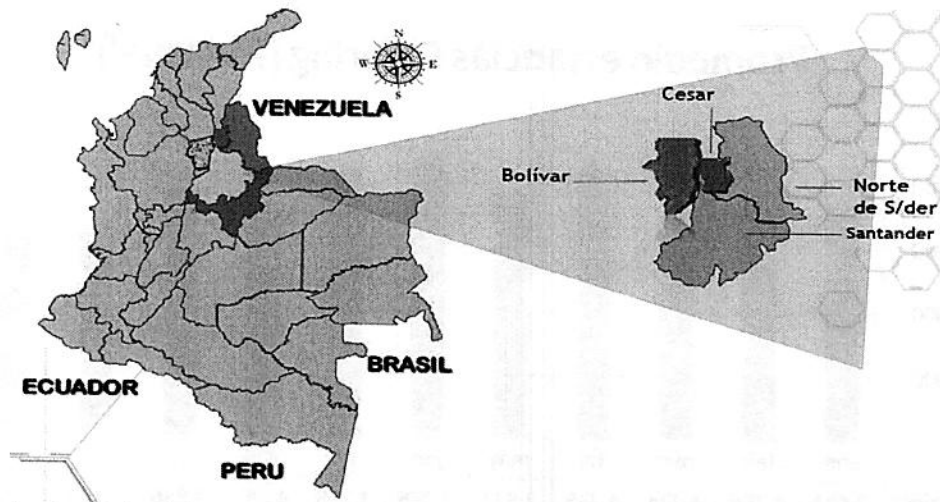 N
W
E
S
VENEZUELA
Cesar
Bolívar
Norte
de S/der
Santander
BRASIL
ECUADOR
PERU